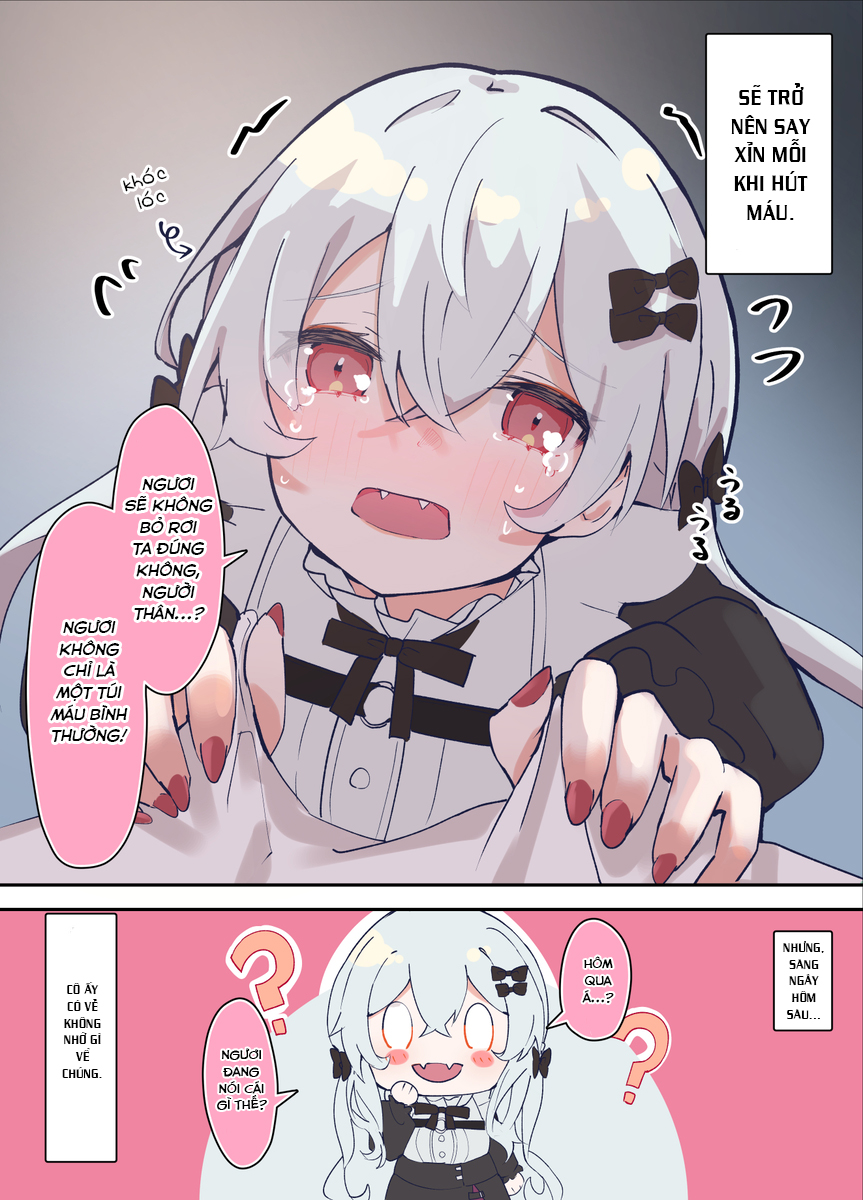 SẼ TRỞ
NÊN SAY
XỈN MỖI
KHI HÚT
MÁU.
khóc
lóc
うる
うる
NGƯƠI
SẼ KHÔNG
BỎ RƠI
TA ĐÚNG
KHÔNG,
NGƯỜI
THÂN...?
NGƯƠI
KHÔNG
CHỈ LÀ
MỘT TÚI
MÁU BÌNH
THƯỜNG!
NHƯNG,
SÁNG
NGÀY
HÔM
SAU...
HÔM
QUA
Á...?
?
?
NGƯƠI
ĐANG
NÓI CÁI
GÌ THẾ?
CÔ ẤY
CÓ VẺ
KHÔNG
NHỚ GÌ
VỀ
CHÚNG.